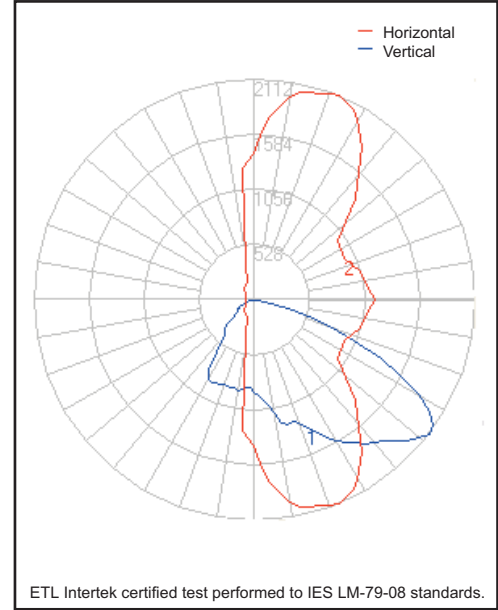 Horizontal
Vertical
2112
1584
1056
528
2
1
ETL Intertek certified test performed to IES LM-79-08 standards.